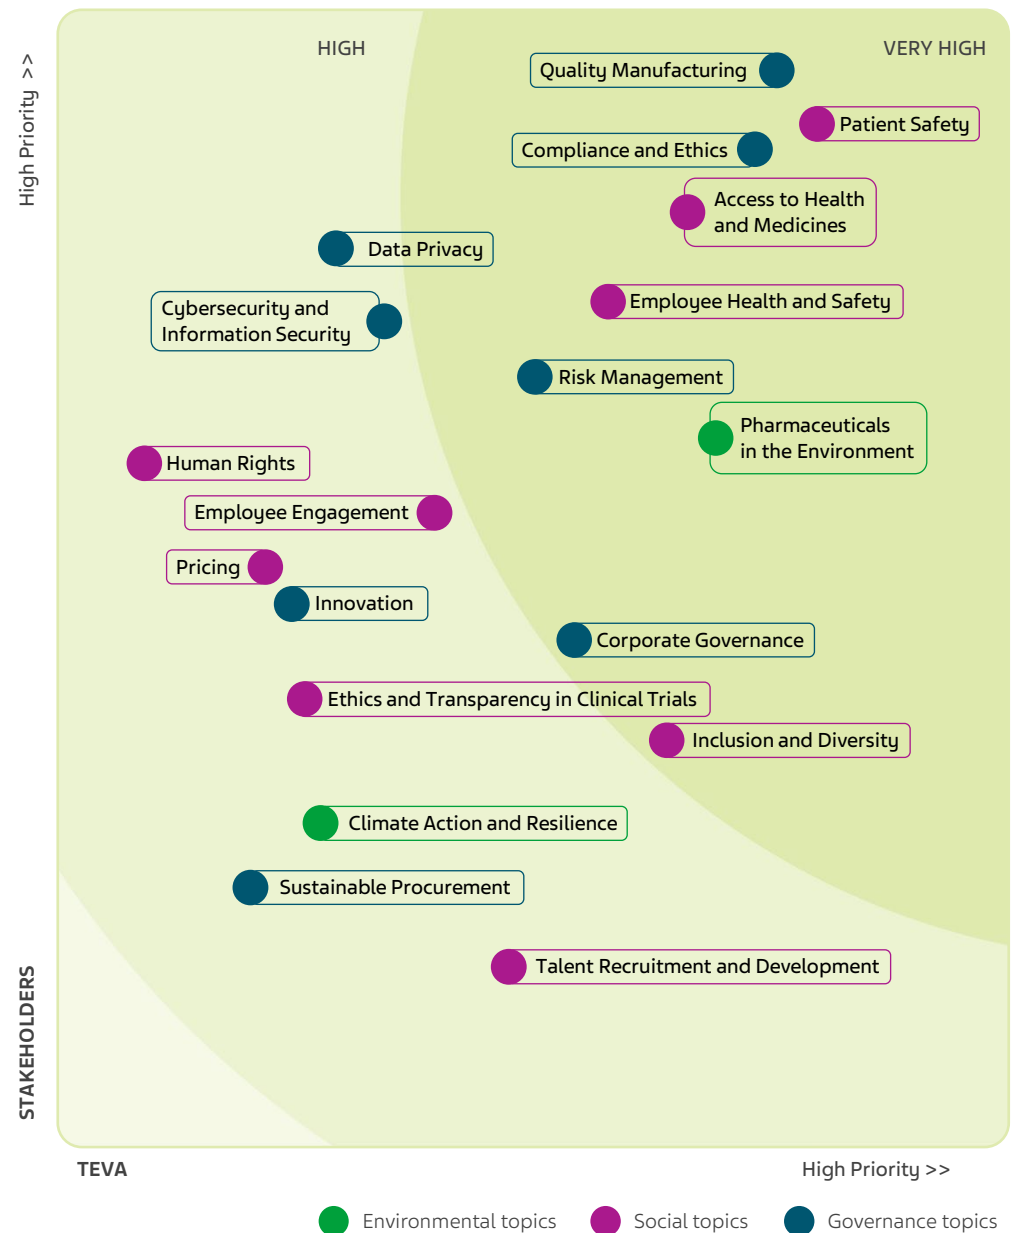 HIGH
VERY HIGH
High Priority >>
Quality Manufacturing
Patient Safety
Compliance and Ethics
Access to Health
and Medicines
Data Privacy
Cybersecurity and
Information Security
Employee Health and Safety
Risk Management
Pharmaceuticals
in the Environment
Human Rights
Employee Engagement
Pricing
Innovation
Corporate Governance
Ethics and Transparency in Clinical Trials
Inclusion and Diversity
Climate Action and Resilience
Sustainable Procurement
Talent Recruitment and Development
STAKEHOLDERS
TEVA
High Priority >>
Environmental topics
Social topics
Governance topics